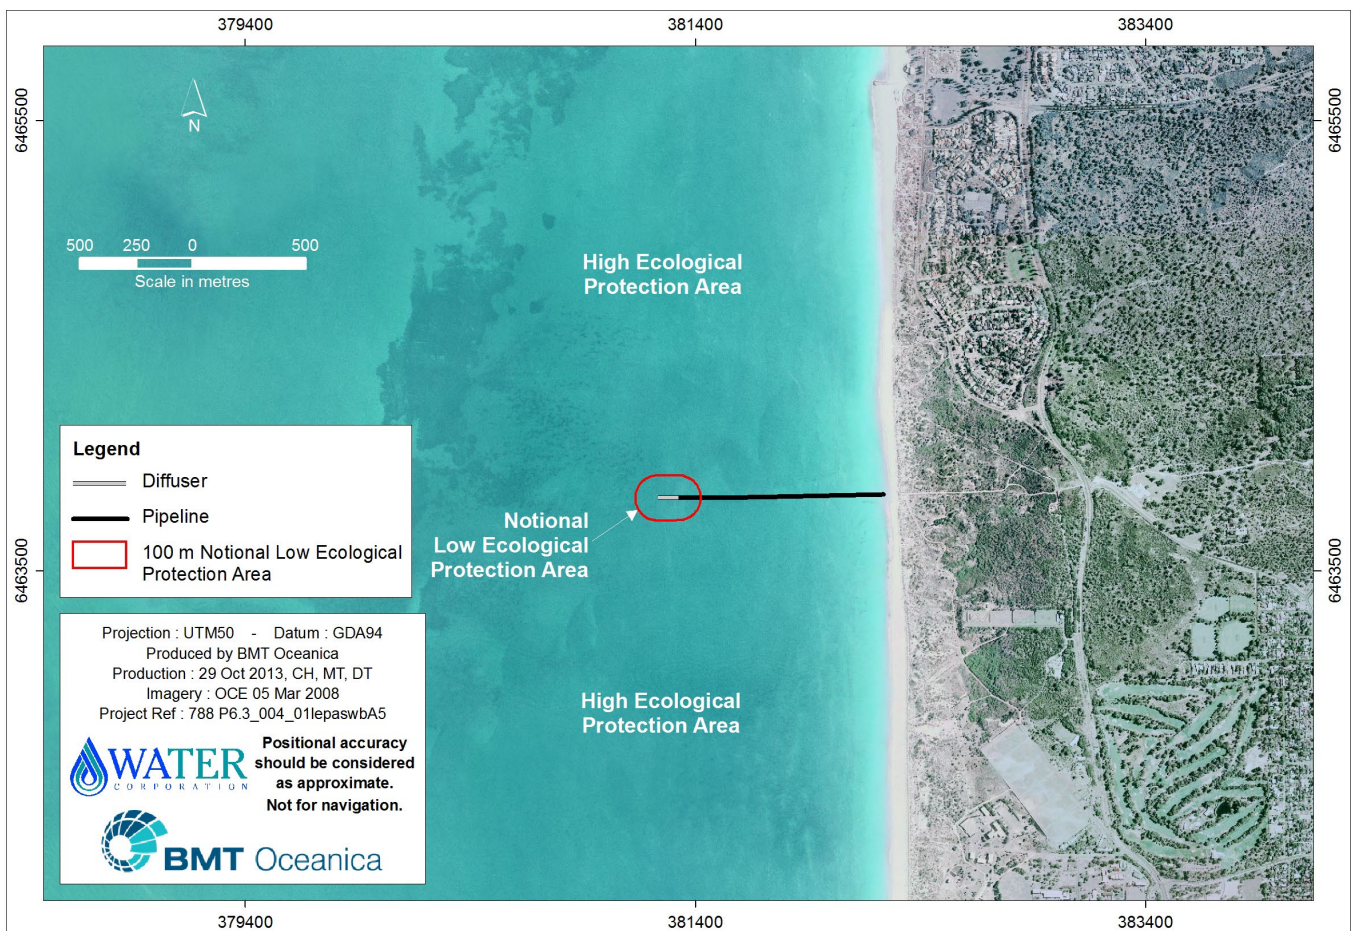 379400
381400
383400
6465500
6465500
N
500 250 0 500
Scale in metres
High Ecological
Protection Area
Legend
Diffuser
Pipeline
100 m Notional Low Ecological
Protection Area
Notional
Low Ecological
Protection Area
6463500
6463500
Projection : UTM50 - Datum : GDA94
Produced by BMT Oceanica
Production : 29 Oct 2013, CH, MT, DT
Imagery : OCE 05 Mar 2008
Project Ref : 788 P6.3_004_01lepaswbA5
High Ecological
Protection Area
WATER
CORPORATION
Positional accuracy
should be considered
as approximate.
Not for navigation.
BMT Oceanica
379400
381400
383400